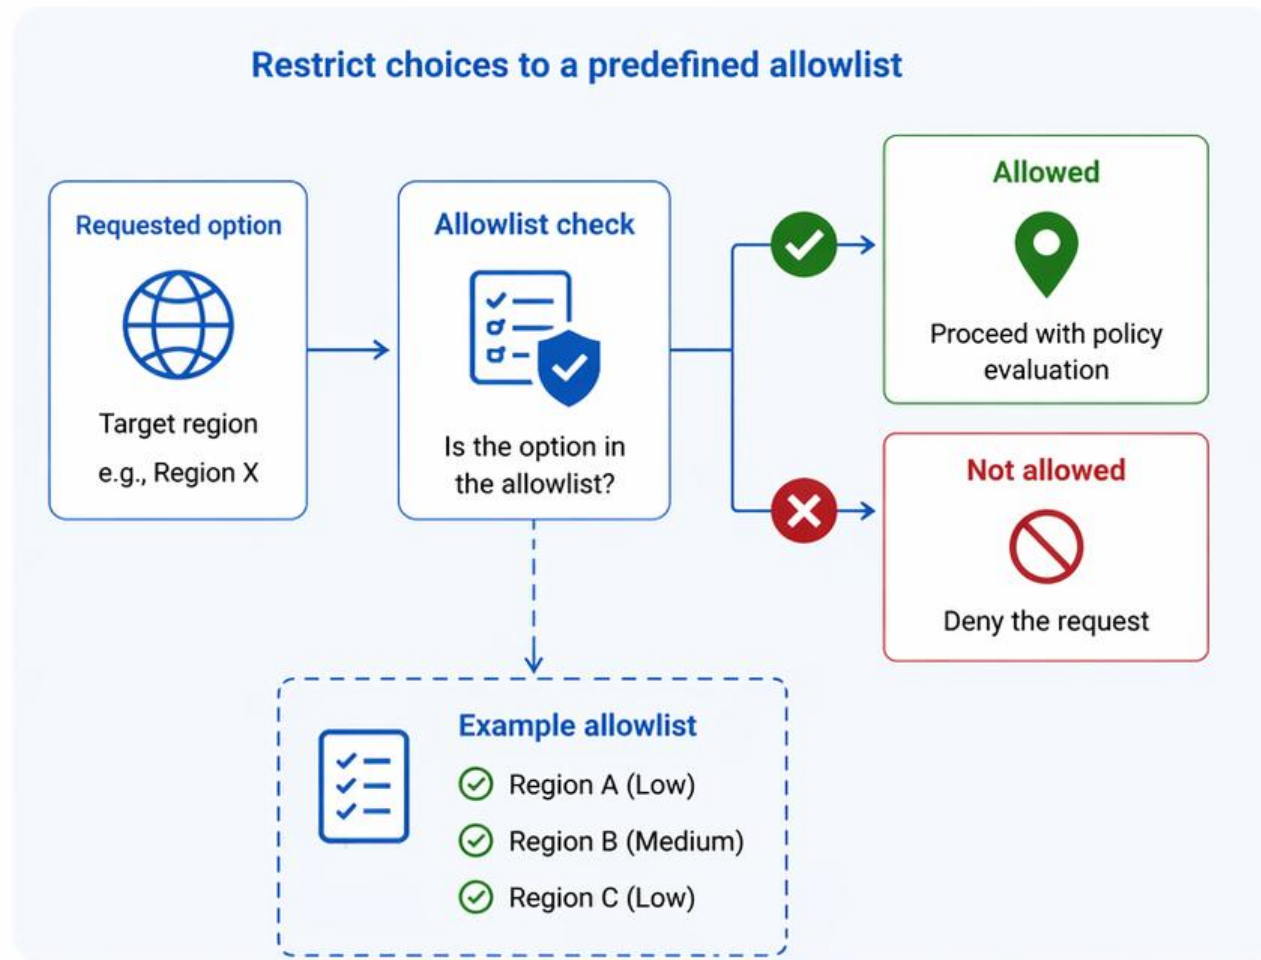 Restrict choices to a predefined allowlist
Requested option
Target region
e.g., Region X
Allowlist check
Is the option in
the allowlist?
Allowed
Proceed with policy
evaluation
Not allowed
Deny the request
Example allowlist
Region A (Low)
Region B (Medium)
Region C (Low)